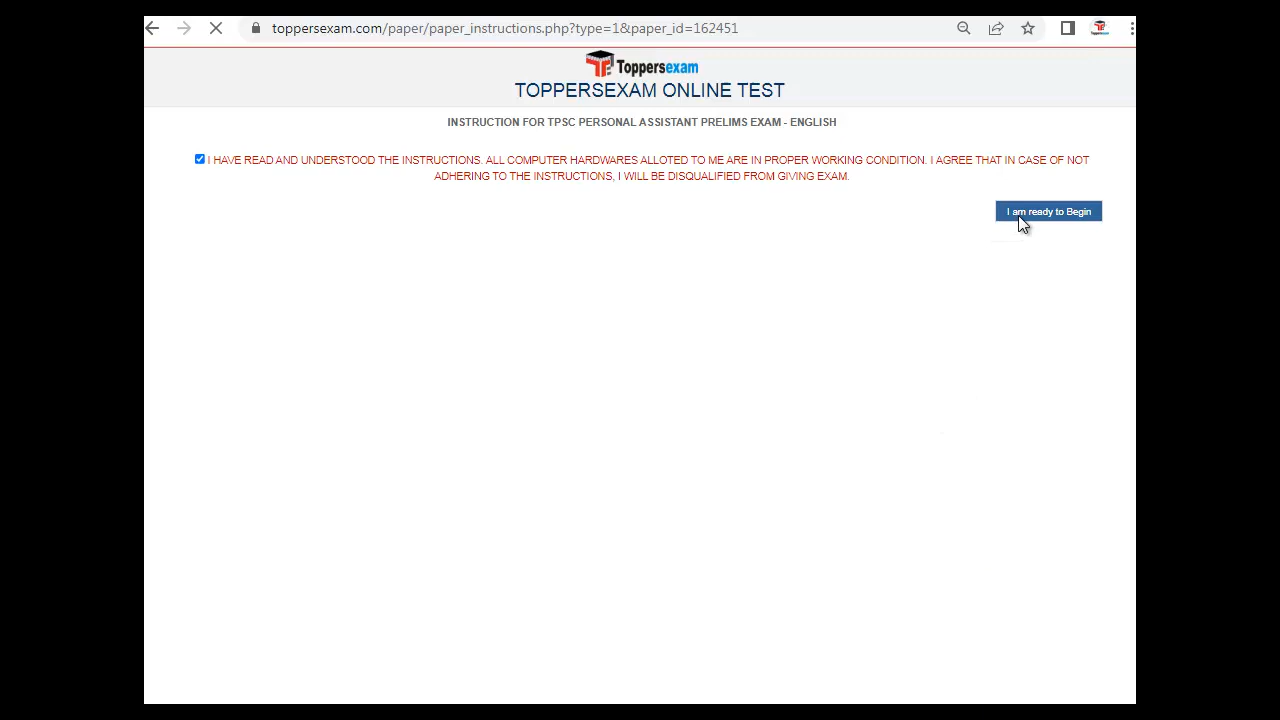 toppersexam.com/paper/paper_instructions.php?type=1&paper_id=162451
Toppersexam
TOPPERSEXAM ONLINE TEST
INSTRUCTION FOR TPSC PERSONAL ASSISTANT PRELIMS EXAM - ENGLISH
I HAVE READ AND UNDERSTOOD THE INSTRUCTIONS. ALL COMPUTER HARDWARES ALLOTED TO ME ARE IN PROPER WORKING CONDITION. I AGREE THAT IN CASE OF NOT
ADHERING TO THE INSTRUCTIONS, I WILL BE DISQUALIFIED FROM GIVING EXAM.
I am ready to Begin